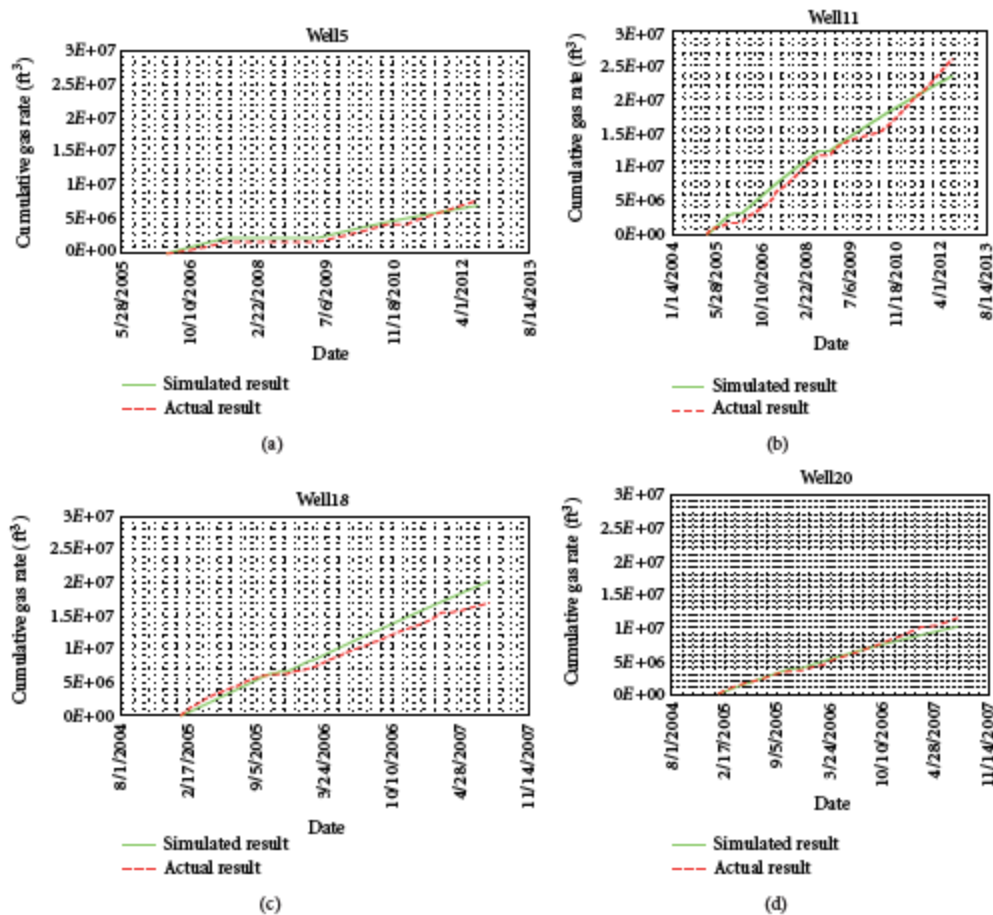 Well5
Cumulative gas rate (ft³)
3E+07
2.5E+07
2E+07
1.5E+07
1E+07
5E+06
0E+00
5/28/2005
10/10/2006
2/22/2008
7/6/2009
11/18/2010
4/1/2012
8/14/2013
Date
Simulated result
Actual result
(a)
Well11
Cumulative gas rate (ft³)
3E+07
2.5E+07
2E+07
1.5E+07
1E+07
5E+06
0E+00
1/14/2004
5/28/2005
10/10/2006
2/22/2008
7/6/2009
11/18/2010
4/1/2012
8/14/2013
Date
Simulated result
Actual result
(b)
Well18
Cumulative gas rate (ft³)
3E+07
2.5E+07
2E+07
1.5E+07
1E+07
5E+06
0E+00
8/1/2004
2/17/2005
9/5/2005
3/24/2006
10/10/2006
4/28/2007
11/14/2007
Date
Simulated result
Actual result
(c)
Well20
Cumulative gas rate (ft³)
3E+07
2.5E+07
2E+07
1.5E+07
1E+07
5E+06
0E+00
8/1/2004
2/17/2005
9/5/2005
3/24/2006
10/10/2006
4/28/2007
11/14/2007
Date
Simulated result
Actual result
(d)